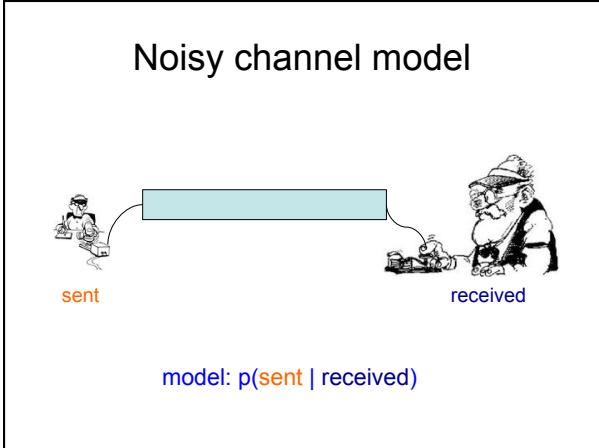 Noisy channel model
sent
received
model: p(sent | received)